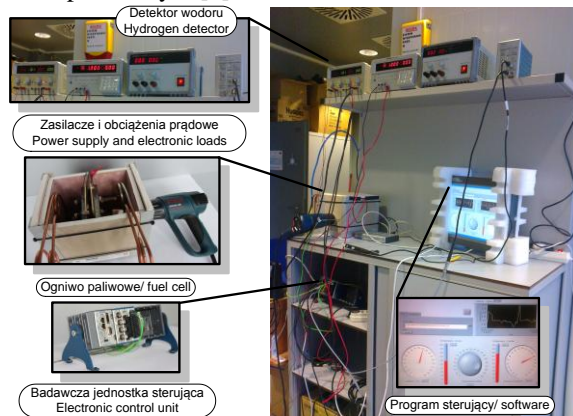 Detektor wodoru
Hydrogen detector
Zasilacze i obciążenia prądowe
Power supply and electronic loads
Ogniwo paliwowe/ fuel cell
Badawcza jednostka sterująca
Electronic control unit
Program sterujący/ software